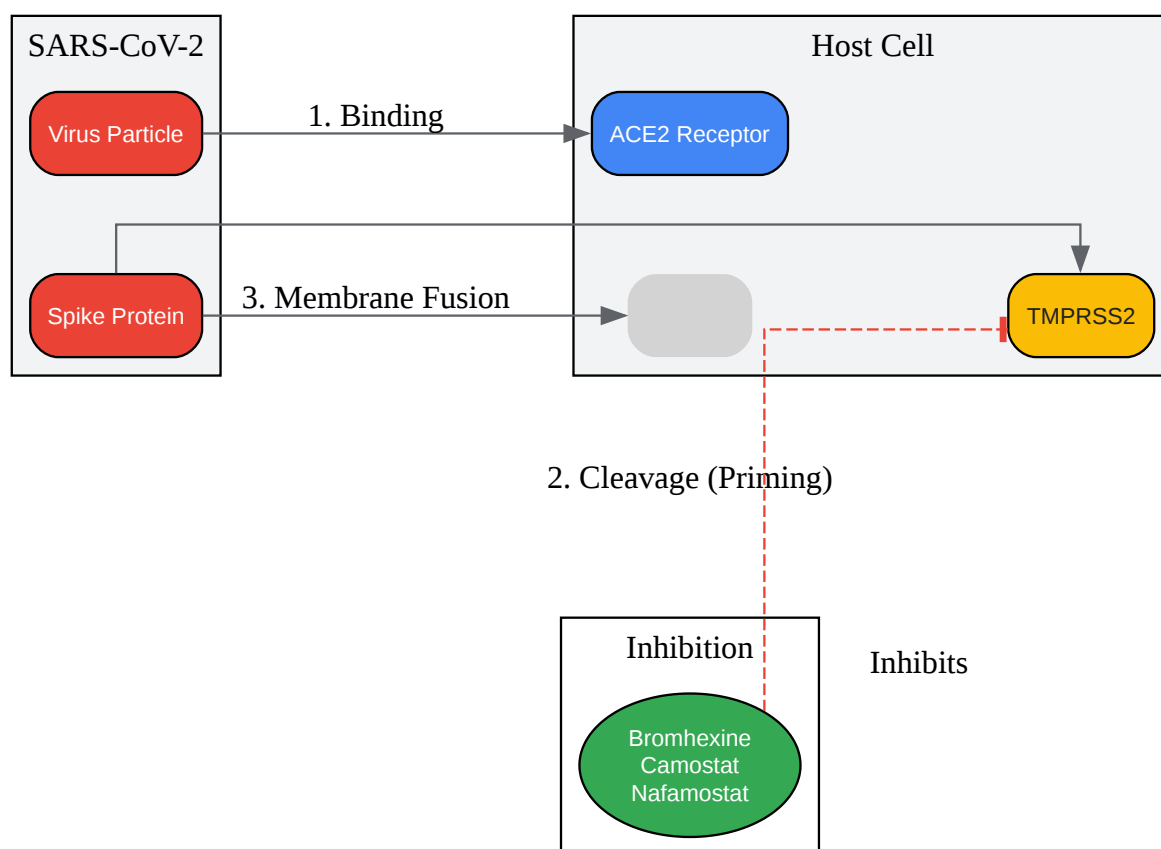 SARS-CoV-2
Host Cell
Virus Particle
1. Binding
ACE2 Receptor
Spike Protein
3. Membrane Fusion
TMPRSS2
2. Cleavage (Priming)
Inhibition
Inhibits
Bromhexine
Camostat
Nafamostat